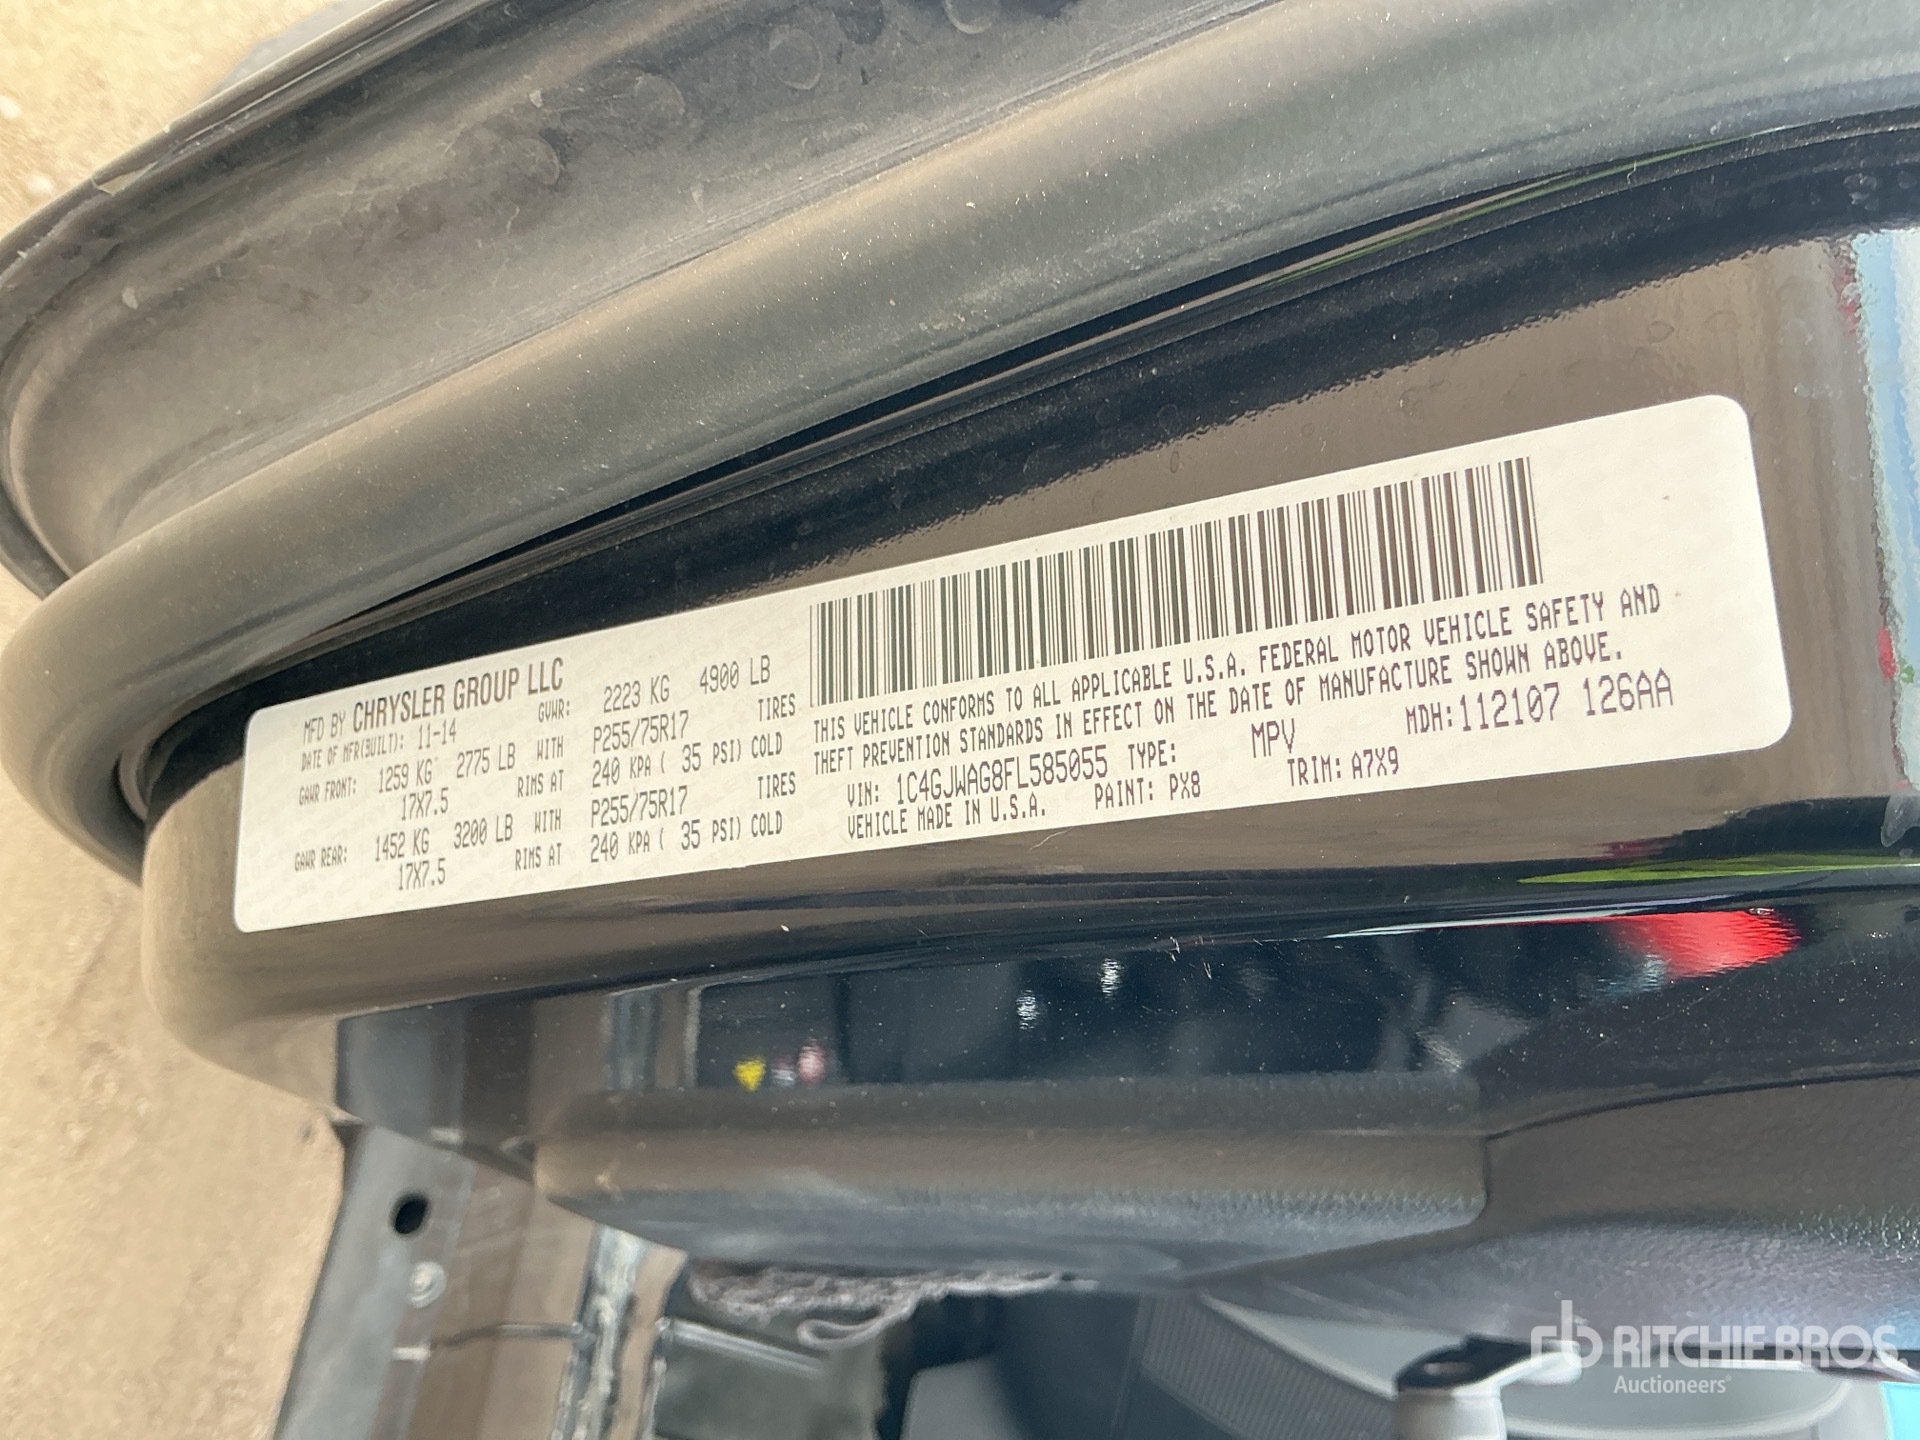 MFD BY CHRYSLER GROUP LLC
DATE OF MFR(BUILT): 11-14 GVWR: 2223 KG 4900 LB
GAWR FRONT: 1259 KG 2775 LB WITH P255/75R17 TIRES
17X7.5 RIMS AT 240 KPA ( 35 PSI) COLD
GAWR REAR: 1452 KG 3200 LB WITH P255/75R17 TIRES
17X7.5 RIMS AT 240 KPA ( 35 PSI) COLD
THIS VEHICLE CONFORMS TO ALL APPLICABLE U.S.A. FEDERAL MOTOR VEHICLE SAFETY AND
THEFT PREVENTION STANDARDS IN EFFECT ON THE DATE OF MANUFACTURE SHOWN ABOVE.
VIN: 1C4GJWAG8FL585055 TYPE: MPV MDH:112107 126AA
VEHICLE MADE IN U.S.A. PAINT: PX8 TRIM: A7X9
rb RITCHIE BROS.
Auctioneers